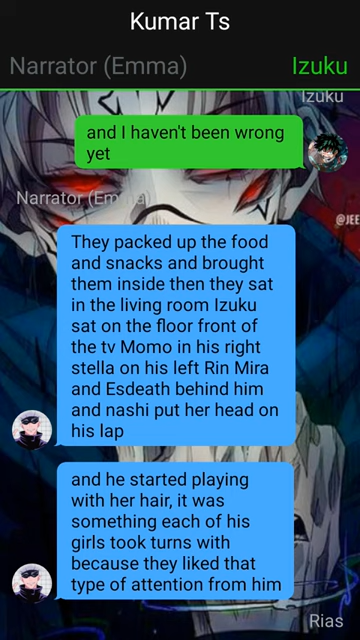 Kumar Ts
Narrator (Emma)
Izuku
Izuku
and I haven't been wrong
yet
Narrator (Emma)
@JEE
They packed up the food
and snacks and brought
them inside then they sat
in the living room Izuku
sat on the floor front of
the tv Momo in his right
stella on his left Rin Mira
and Esdeath behind him
and nashi put her head on
his lap
and he started playing
with her hair, it was
something each of his
girls took turns with
because they liked that
type of attention from him
Rias